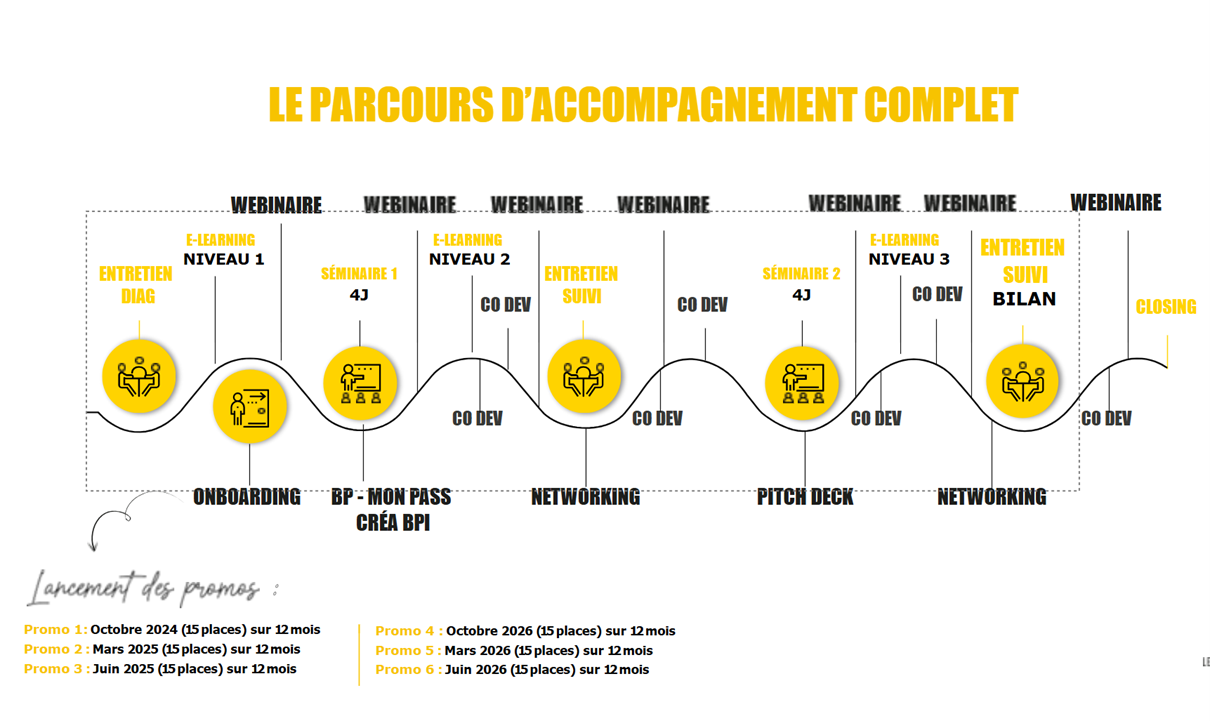 LE PARCOURS D'ACCOMPAGNEMENT COMPLET
WEBINAIRE WEBINAIRE WEBINAIRE WEBINAIRE WEBINAIRE WEBINAIRE WEBINAIRE
E-LEARNING
NIVEAU 1
E-LEARNING
NIVEAU 2
E-LEARNING
NIVEAU 3
ENTRETIEN
DIAG
SÉMINAIRE 1
4J
CO DEV
ENTRETIEN
SUIVI
CO DEV
SÉMINAIRE 2
4J
CO DEV
ENTRETIEN
SUIVI
BILAN
CLOSING
CO DEV CO DEV CO DEV CO DEV
ONBOARDING
BP - MON PASS
CRÉA BPI
NETWORKING
PITCH DECK
NETWORKING
Lancement des promos :
Promo 1 : Octobre 2024 (15 places) sur 12 mois
Promo 2 : Mars 2025 (15 places) sur 12 mois
Promo 3 : Juin 2025 (15 places) sur 12 mois
Promo 4 : Octobre 2026 (15 places) sur 12 mois
Promo 5 : Mars 2026 (15 places) sur 12 mois
Promo 6 : Juin 2026 (15 places) sur 12 mois
LE